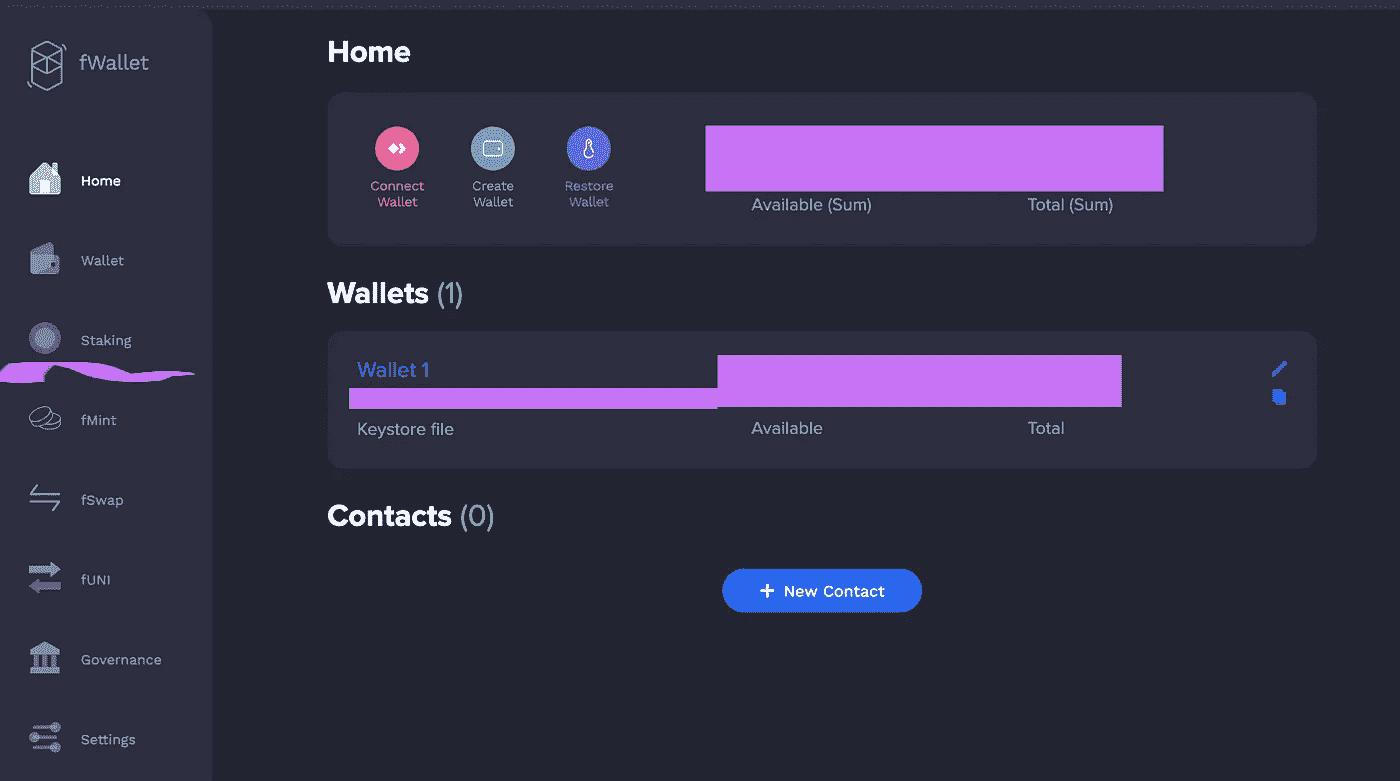 fWallet
Home
Wallet
Staking
fMint
fSwap
fUNI
Governance
Settings
Home
Connect
Wallet
Create
Wallet
Restore
Wallet
Available (Sum)
Total (Sum)
Wallets (1)
Wallet 1
Keystore file
Available
Total
Contacts (0)
+ New Contact